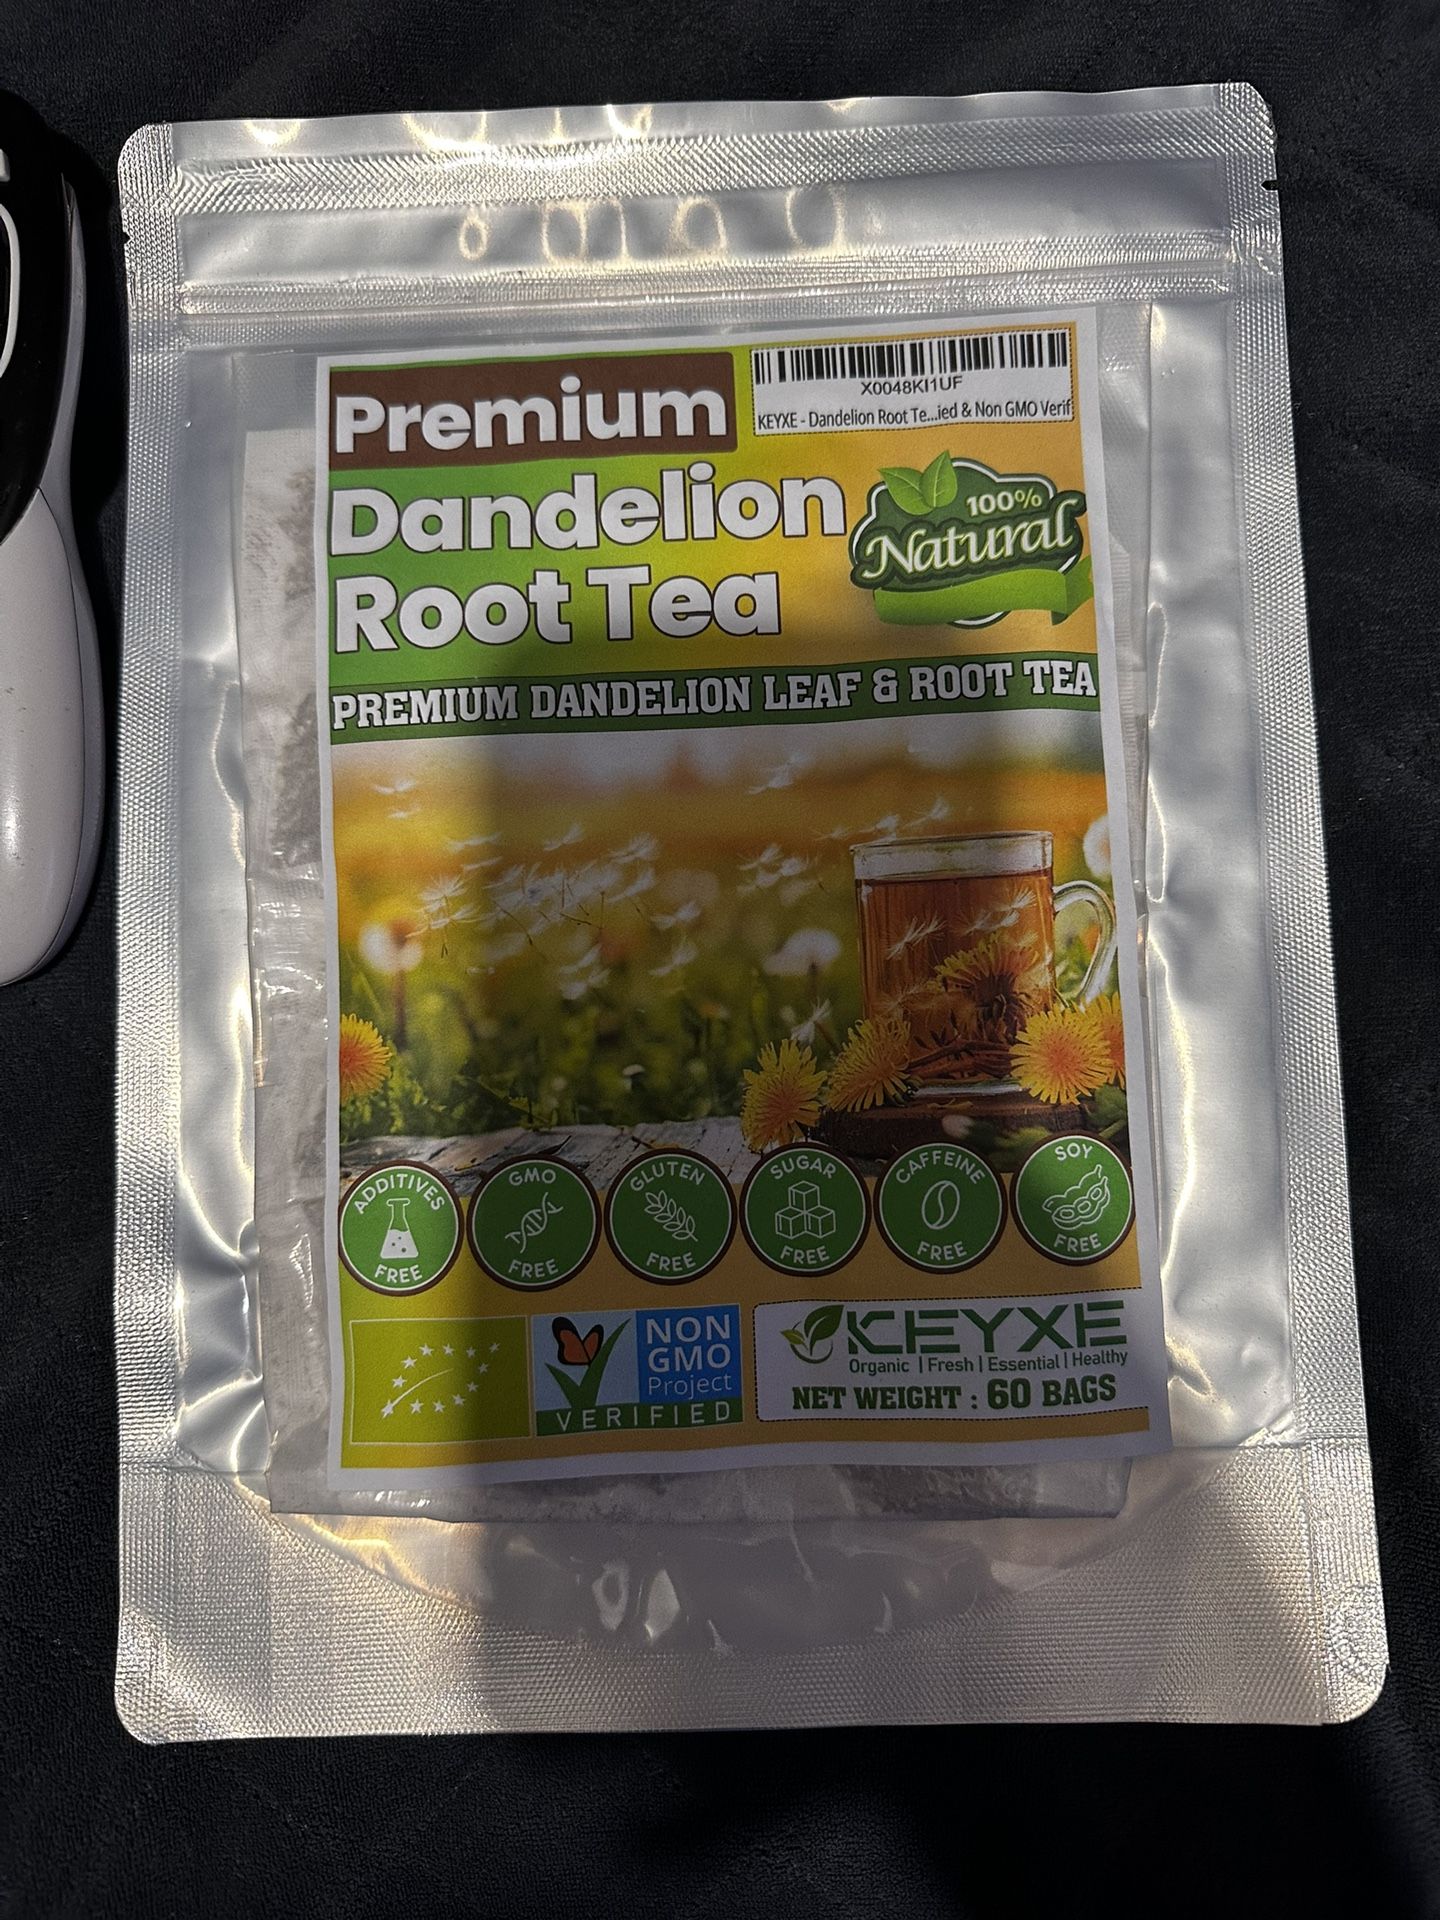 Premium
X0048KI1UF
KEYXE - Dandelion Root Te...ied & Non GMO Verif
Dandelion
Root Tea
100%
Natural
PREMIUM DANDELION LEAF & ROOT TEA
ADDITIVES FREE
GMO FREE
GLUTEN FREE
SUGAR FREE
CAFFEINE FREE
SOY FREE
NON
GMO
Project
VERIFIED
KEYXE
Organic | Fresh | Essential | Healthy
NET WEIGHT : 60 BAGS